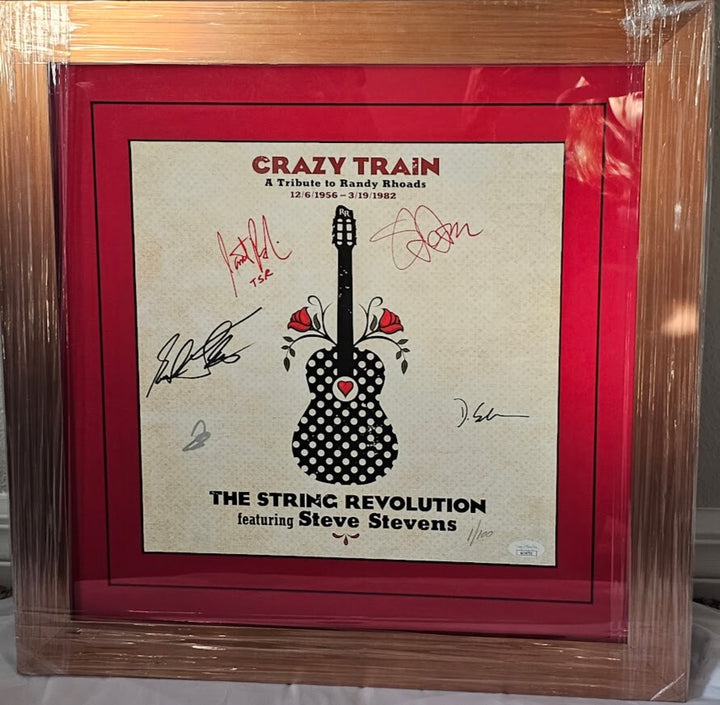 CRAZY TRAIN
A Tribute to Randy Rhoads
12/6/1956 – 3/19/1982
RR
TSR
THE STRING REVOLUTION
featuring Steve Stevens
1/100